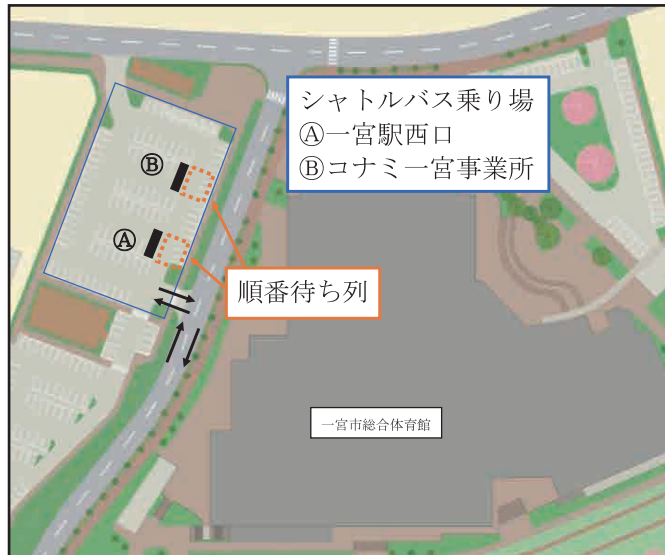 シャトルバス乗り場
Ⓐ一宮駅西口
Ⓑコナミ一宮事業所
Ⓑ
Ⓐ
順番待ち列
一宮市総合体育館